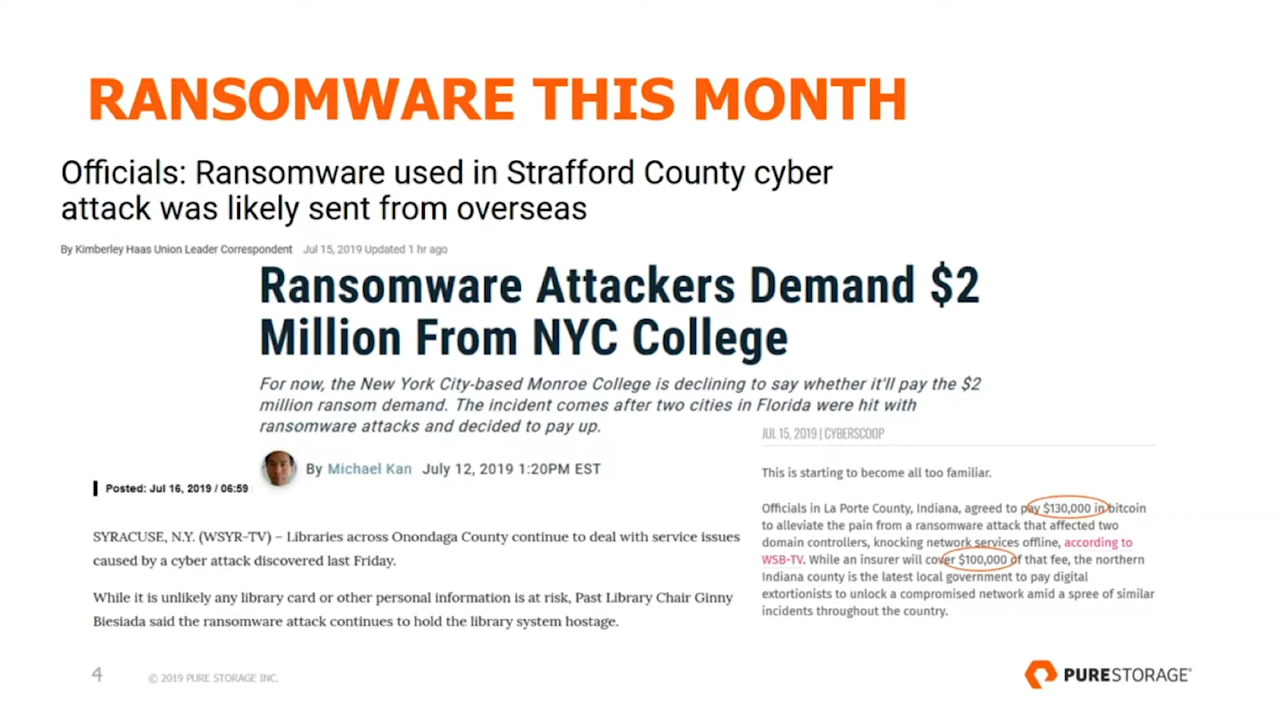 RANSOMWARE THIS MONTH
Officials: Ransomware used in Strafford County cyber
attack was likely sent from overseas
By Kimberley Haas Union Leader Correspondent Jul 15, 2019 Updated 1 hr ago
Ransomware Attackers Demand $2
Million From NYC College
For now, the New York City-based Monroe College is declining to say whether it'll pay the $2
million ransom demand. The incident comes after two cities in Florida were hit with
ransomware attacks and decided to pay up.
By Michael Kan July 12, 2019 1:20PM EST
Posted: Jul 16, 2019 / 06:59
SYRACUSE, N.Y. (WSYR-TV) – Libraries across Onondaga County continue to deal with service issues
caused by a cyber attack discovered last Friday.
While it is unlikely any library card or other personal information is at risk, Past Library Chair Ginny
Biesiada said the ransomware attack continues to hold the library system hostage.
JUL 15, 2019 | CYBERSCOOP
This is starting to become all too familiar.
Officials in La Porte County, Indiana, agreed to pay $130,000 in bitcoin
to alleviate the pain from a ransomware attack that affected two
domain controllers, knocking network services offline, according to
WSB-TV. While an insurer will cover $100,000 of that fee, the northern
Indiana county is the latest local government to pay digital
extortionists to unlock a compromised network amid a spree of similar
incidents throughout the country.
4
© 2019 PURE STORAGE INC.
PURESTORAGE®